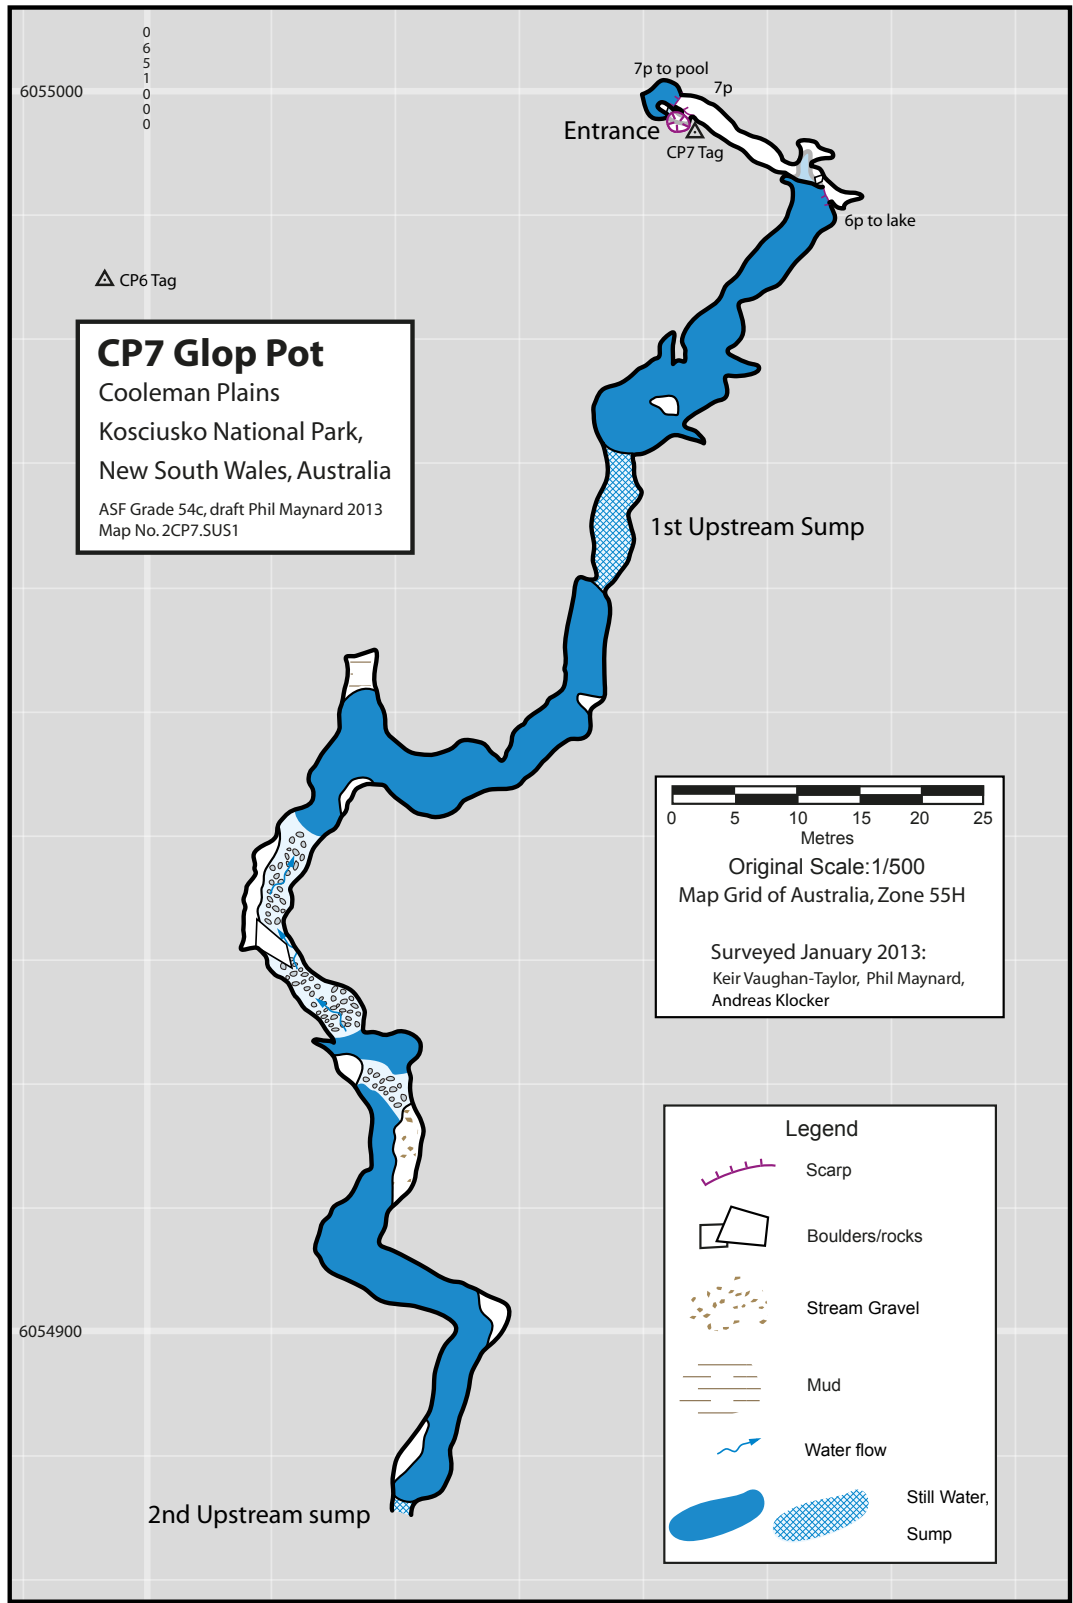 0
6
5
1
0
0
0
6055000
7p to pool
7p
Entrance
CP7 Tag
6p to lake
CP6 Tag
CP7 Glop Pot
Cooleman Plains
Kosciusko National Park,
New South Wales, Australia
ASF Grade 54c, draft Phil Maynard 2013
Map No. 2CP7.SUS1
1st Upstream Sump
0 5 10 15 20 25
Metres
Original Scale:1/500
Map Grid of Australia, Zone 55H
Surveyed January 2013:
Keir Vaughan-Taylor, Phil Maynard,
Andreas Klocker
Legend
Scarp
Boulders/rocks
Stream Gravel
Mud
Water flow
Still Water,
Sump
6054900
2nd Upstream sump